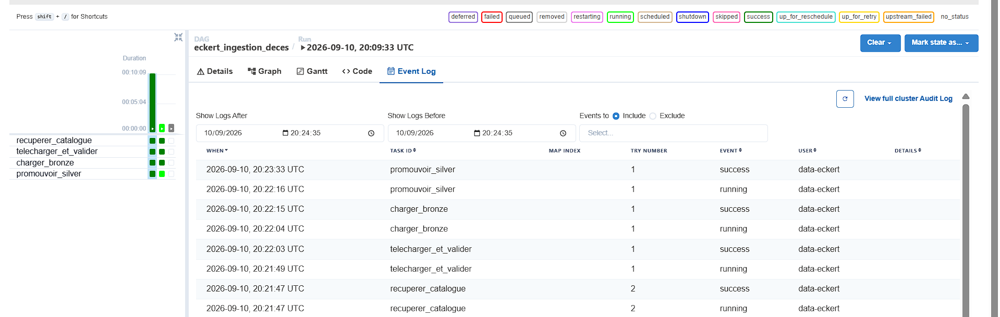 Press shift + / for Shortcuts
deferred failed queued removed restarting running scheduled shutdown skipped success up_for_reschedule up_for_retry upstream_failed no_status
DAG
eckert_ingestion_deces
/
Run
2026-09-10, 20:09:33 UTC
Clear
Mark state as...
Duration
00:10:09
00:05:04
00:00:00
recuperer_catalogue
telecharger_et_valider
charger_bronze
promouvoir_silver
Details Graph Gantt Code Event Log
View full cluster Audit Log
Show Logs After
10/09/2026 20:24:35
Show Logs Before
10/09/2026 20:24:35
Events to Include Exclude
Select...
WHEN TASK ID MAP INDEX TRY NUMBER EVENT USER DETAILS
2026-09-10, 20:23:33 UTC promouvoir_silver 1 success data-eckert
2026-09-10, 20:22:16 UTC promouvoir_silver 1 running data-eckert
2026-09-10, 20:22:15 UTC charger_bronze 1 success data-eckert
2026-09-10, 20:22:04 UTC charger_bronze 1 running data-eckert
2026-09-10, 20:22:03 UTC telecharger_et_valider 1 success data-eckert
2026-09-10, 20:21:49 UTC telecharger_et_valider 1 running data-eckert
2026-09-10, 20:21:47 UTC recuperer_catalogue 2 success data-eckert
2026-09-10, 20:21:47 UTC recuperer_catalogue 2 running data-eckert